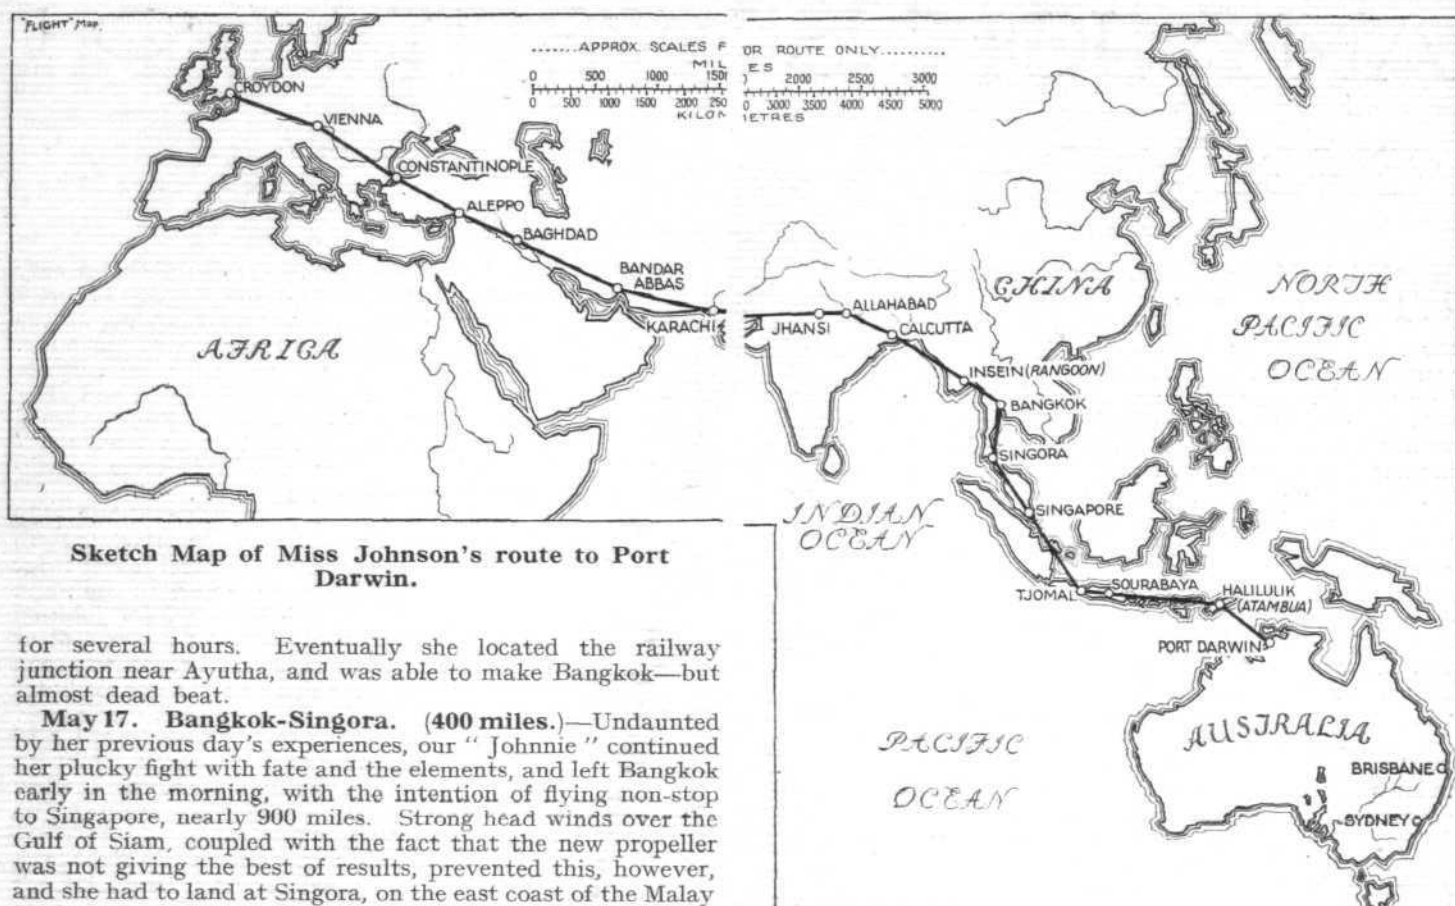 "FLIGHT" Map.
......APPROX. SCALES F OR ROUTE ONLY.........
MIL ES
0 500 1000 150 ) 2000 2500 3000
500 1000 1500 2000 250 0 3000 3500 4000 4500 5000
KILOM ETRES
CROYDON
VIENNA
CONSTANTINOPLE
ALEPPO
BAGHDAD
BANDAR
ABBAS
KARACHI
AFRICA
JHANSI
ALLAHABAD
CALCUTTA
INSEIN (RANGOON)
BANGKOK
SINGORA
SINGAPORE
TJOMAL
SOURABAYA
HALILULIK
(ATAMBUA)
PORT DARWIN
CHINA
NORTH
PACIFIC
OCEAN
INDIAN
OCEAN
PACIFIC
OCEAN
AUSTRALIA
BRISBANE
SYDNEY
Sketch Map of Miss Johnson's route to Port
Darwin.
for several hours. Eventually she located the railway
junction near Ayutha, and was able to make Bangkok—but
almost dead beat.
May 17. Bangkok-Singora. (400 miles.)—Undaunted
by her previous day's experiences, our " Johnnie " continued
her plucky fight with fate and the elements, and left Bangkok
early in the morning, with the intention of flying non-stop
to Singapore, nearly 900 miles. Strong head winds over the
Gulf of Siam, coupled with the fact that the new propeller
was not giving the best of results, prevented this, however,
and she had to land at Singora, on the east coast of the Malay